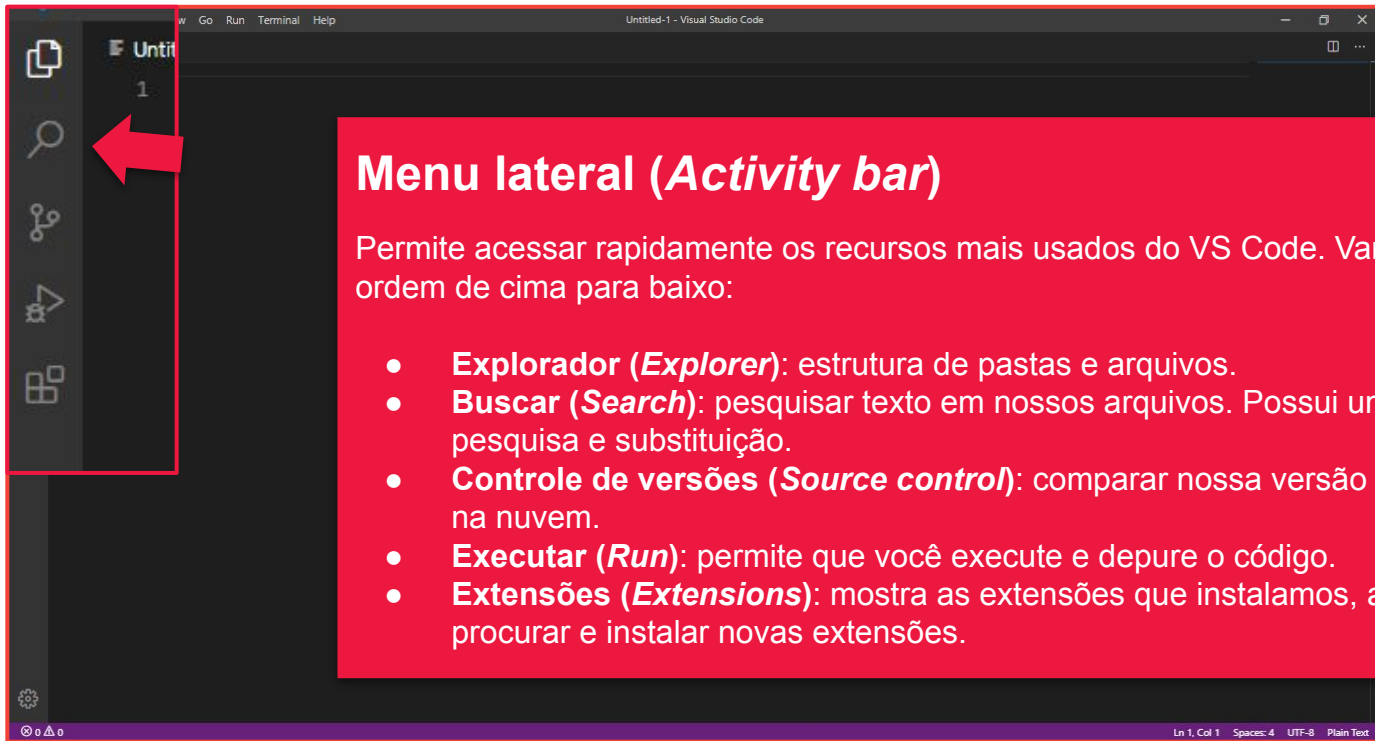 Go Run Terminal Help
Untitled-1 - Visual Studio Code
Untit
1
Menu lateral (Activity bar)
Permite acessar rapidamente os recursos mais usados do VS Code.
ordem de cima para baixo:
● Explorador (Explorer): estrutura de pastas e arquivos.
● Buscar (Search): pesquisar texto em nossos arquivos. Possui
pesquisa e substituição.
● Controle de versões (Source control): comparar nossa versão
na nuvem.
● Executar (Run): permite que você execute e depure o código.
● Extensões (Extensions): mostra as extensões que instalamos,
procurar e instalar novas extensões.
0 0
Ln 1, Col 1 Spaces: 4 UTF-8 Plain Text